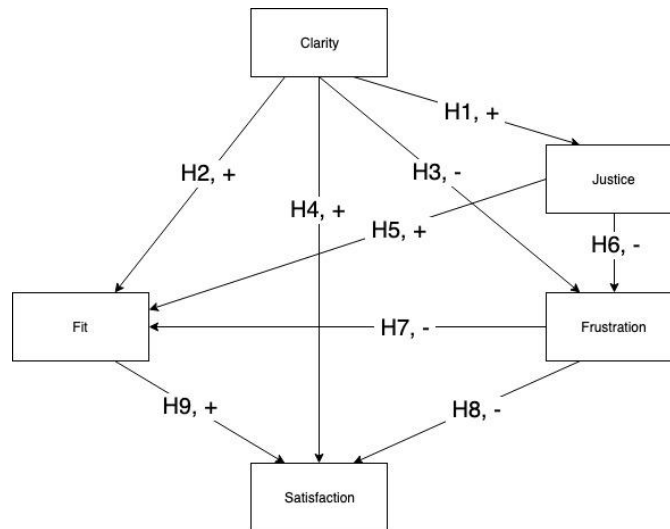 Clarity
H1, +
H2, +
H3, -
Justice
H4, +
H5, +
H6, -
Fit
H7, -
Frustration
H9, +
H8, -
Satisfaction